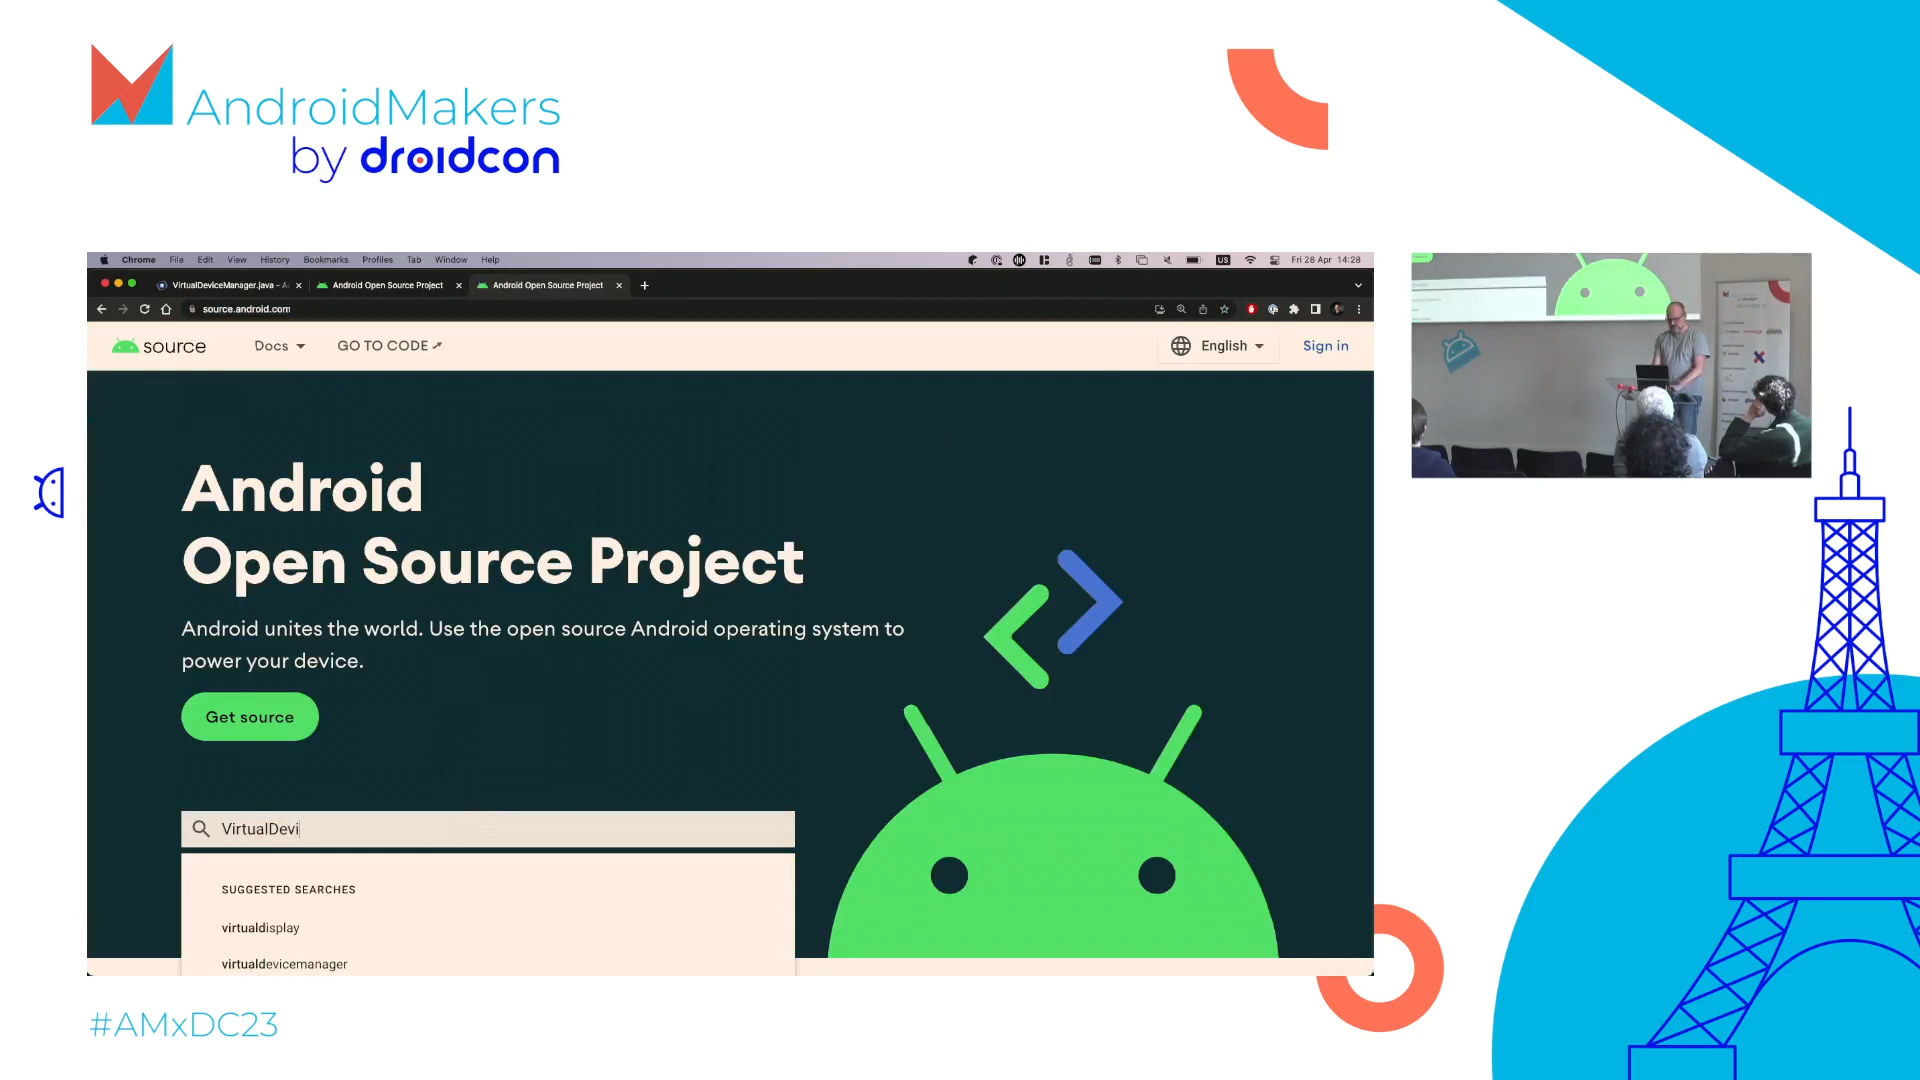 AndroidMakers
by droidcon
Chrome File Edit View History Bookmarks Profiles Tab Window Help
US
Fri 28 Apr 14:28
VirtualDeviceManager.java - A
Android Open Source Project
Android Open Source Project
source.android.com
source
Docs
GO TO CODE
English
Sign in
Android
Open Source Project
Android unites the world. Use the open source Android operating system to
power your device.
Get source
VirtualDevi
SUGGESTED SEARCHES
virtualdisplay
virtualdevicemanager
#AMxDC23